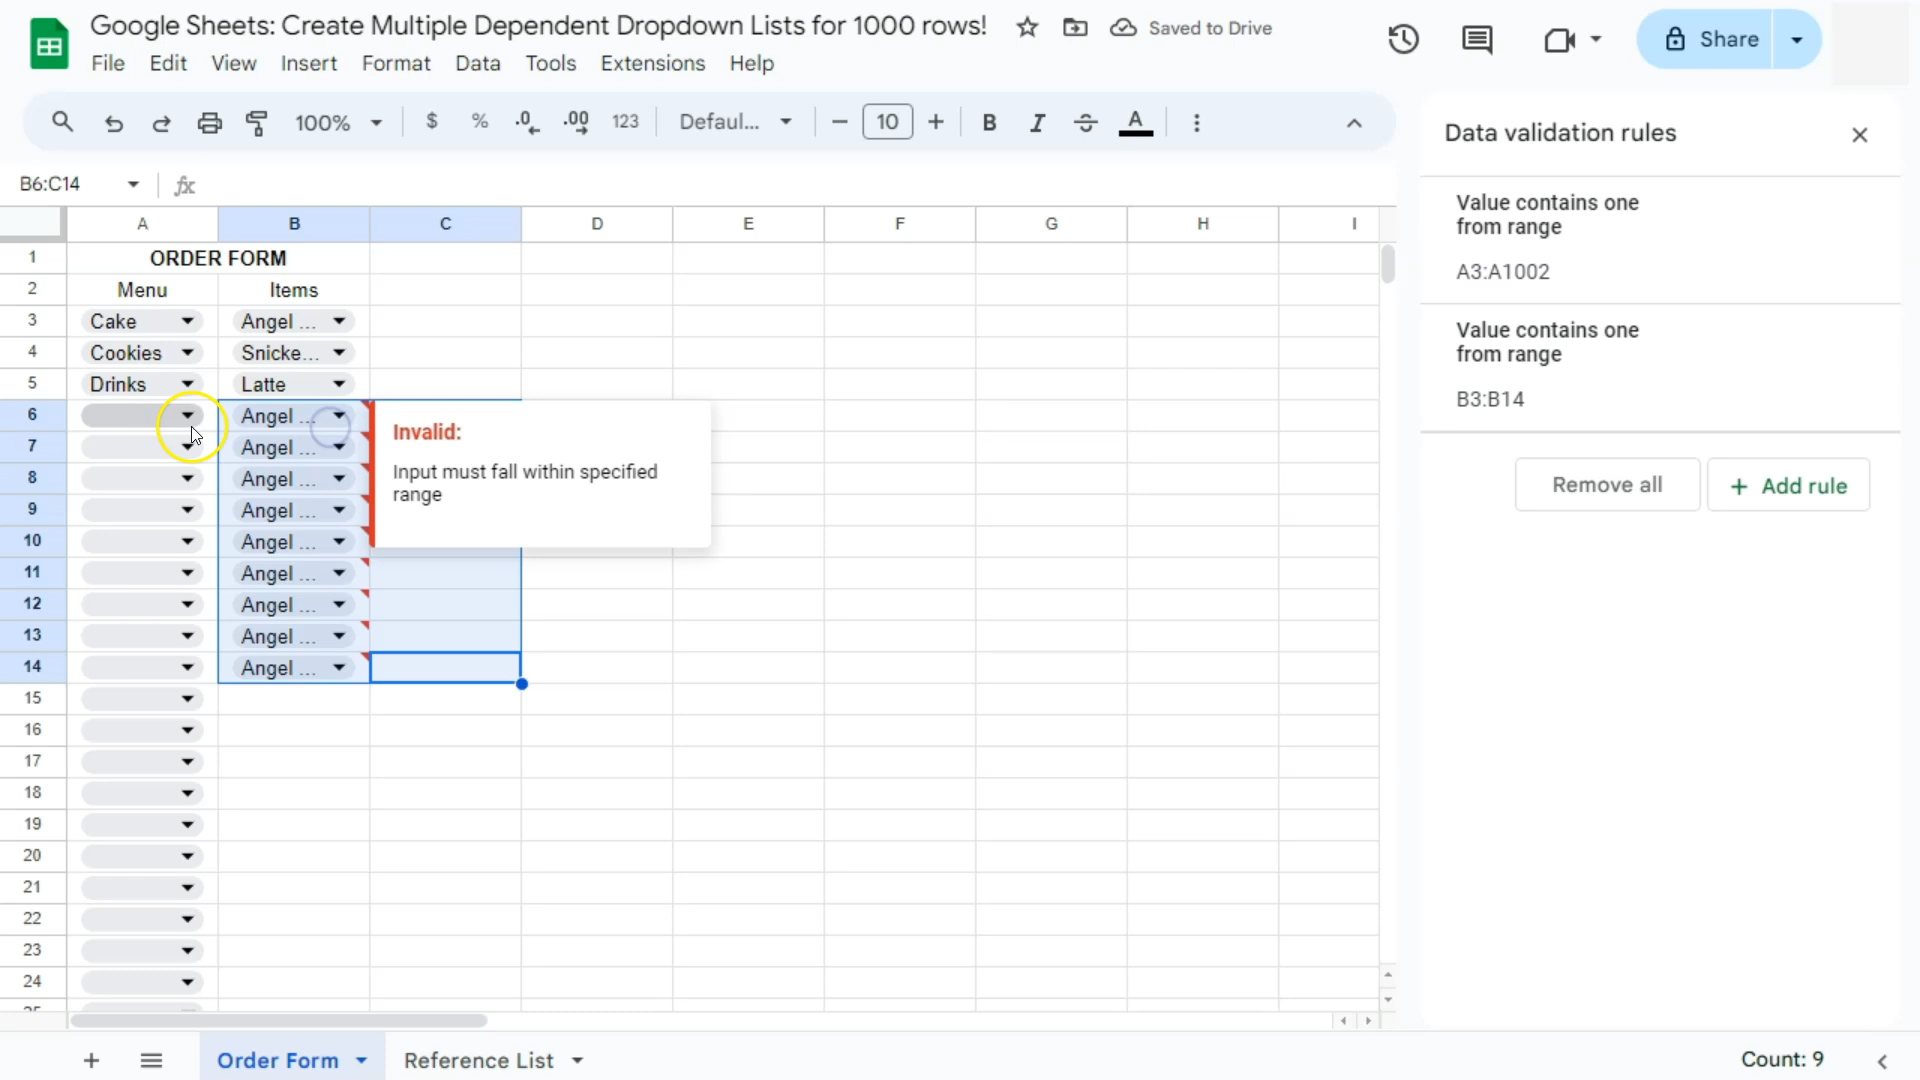 Google Sheets: Create Multiple Dependent Dropdown Lists for 1000 rows!
Saved to Drive
Share
File Edit View Insert Format Data Tools Extensions Help
100% $ % .0 .00 123 Defaul... − 10 + B I S A
B6:C14 fx
A B C D E F G H I
1 ORDER FORM
2 Menu Items
3 Cake Angel ...
4 Cookies Snicke...
5 Drinks Latte
6 Angel ...
7 Angel ...
8 Angel ...
9 Angel ...
10 Angel ...
11 Angel ...
12 Angel ...
13 Angel ...
14 Angel ...
15
16
17
18
19
20
21
22
23
24
Invalid:
Input must fall within specified
range
Data validation rules
Value contains one
from range
A3:A1002
Value contains one
from range
B3:B14
Remove all
+ Add rule
Order Form
Reference List
Count: 9